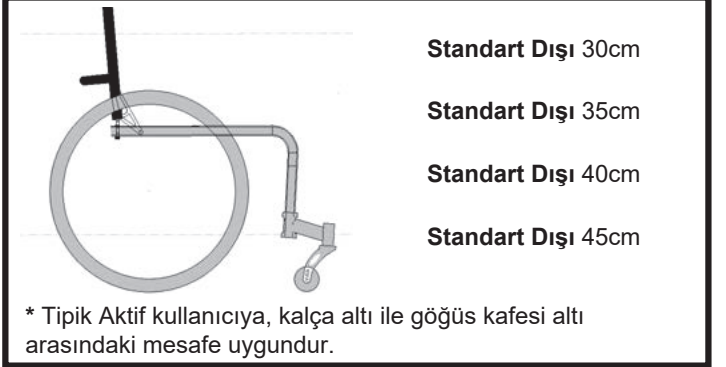 Standart Dışı 30cm
Standart Dışı 35cm
Standart Dışı 40cm
Standart Dışı 45cm
* Tipik Aktif kullanıcıya, kalça altı ile göğüs kafesi altı
arasındaki mesafe uygundur.